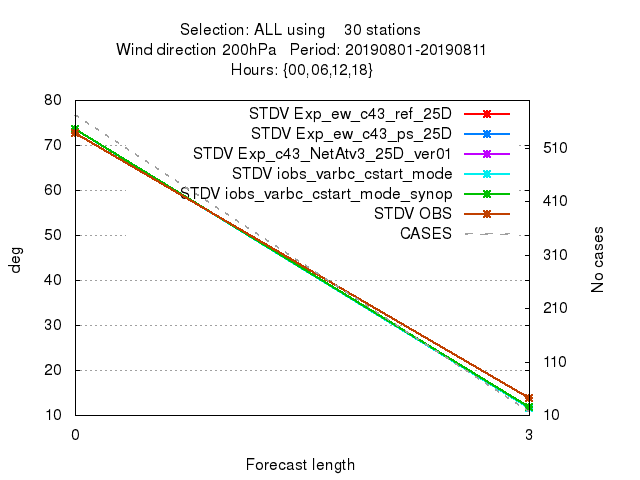 Selection: ALL using    30 stations
Wind direction 200hPa   Period: 20190801-20190811
Hours: {00,06,12,18}
80
70
60
50
40
30
20
10
deg
STDV Exp_ew_c43_ref_25D
STDV Exp_ew_c43_ps_25D
STDV Exp_c43_NetAtv3_25D_ver01
STDV iobs_varbc_cstart_mode
STDV iobs_varbc_cstart_mode_synop
STDV OBS
CASES
510
410
310
210
110
10
No cases
0
3
Forecast length